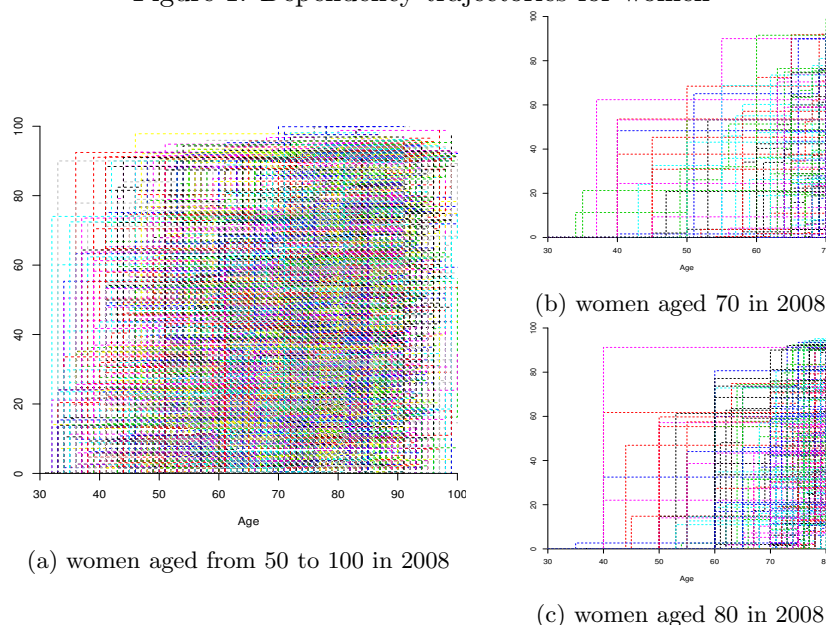 Figure 1: Dependency trajectories for women
0 20 40 60 80 100
30 40 50 60 70 80 90 100
Age
(a) women aged from 50 to 100 in 2008
0 20 40 60 80 100
30 40 50 60 70
Age
(b) women aged 70 in 2008
0 20 40 60 80 100
30 40 50 60 70 80
Age
(c) women aged 80 in 2008